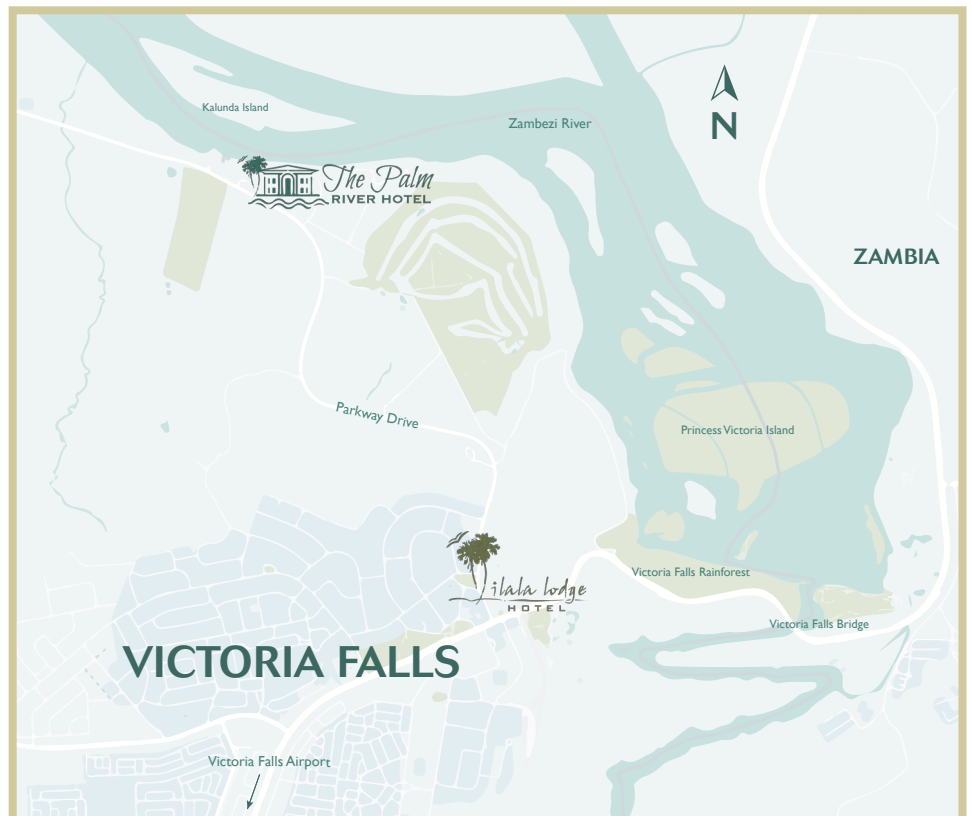 Kalunda Island
Zambezi River
N
The Palm
RIVER HOTEL
ZAMBIA
Parkway Drive
Princess Victoria Island
Victoria Falls Rainforest
ilala lodge
HOTEL
Victoria Falls Bridge
VICTORIA FALLS
Victoria Falls Airport